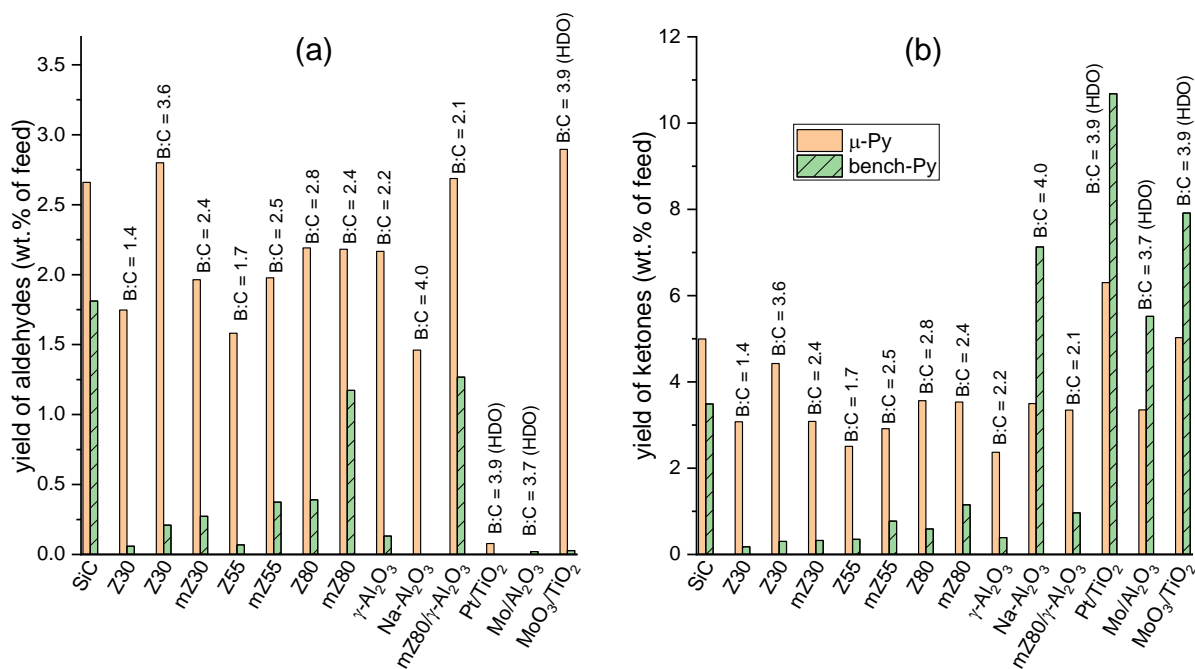 (a)
yield of aldehydes (wt.% of feed)
3.5
3.0
2.5
2.0
1.5
1.0
0.5
0.0
B:C = 1.4
B:C = 3.6
B:C = 2.4
B:C = 1.7
B:C = 2.5
B:C = 2.8
B:C = 2.4
B:C = 2.2
B:C = 4.0
B:C = 2.1
B:C = 3.9 (HDO)
B:C = 3.7 (HDO)
B:C = 3.9 (HDO)
SiC
Z30
Z30
mZ30
Z55
mZ55
Z80
mZ80
γ-Al₂O₃
Na-Al₂O₃
mZ80/γ-Al₂O₃
Pt/TiO₂
Mo/Al₂O₃
MoO₃/TiO₂
(b)
yield of ketones (wt.% of feed)
12
10
8
6
4
2
0
μ-Py
bench-Py
B:C = 1.4
B:C = 3.6
B:C = 2.4
B:C = 1.7
B:C = 2.5
B:C = 2.8
B:C = 2.4
B:C = 2.2
B:C = 4.0
B:C = 2.1
B:C = 3.9 (HDO)
B:C = 3.7 (HDO)
B:C = 3.9 (HDO)
SiC
Z30
Z30
mZ30
Z55
mZ55
Z80
mZ80
γ-Al₂O₃
Na-Al₂O₃
mZ80/γ-Al₂O₃
Pt/TiO₂
Mo/Al₂O₃
MoO₃/TiO₂